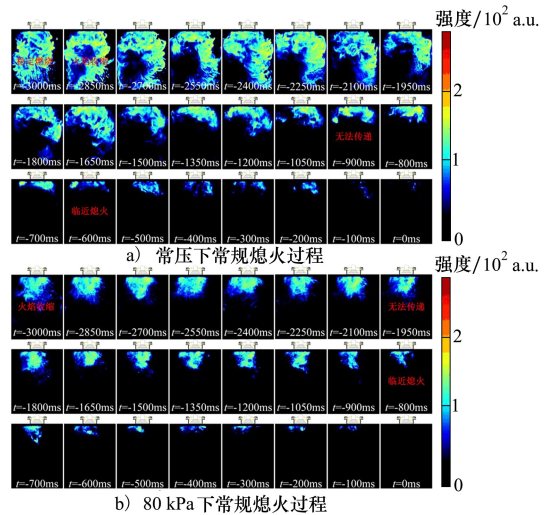 强度/10² a.u.
稳定燃烧
t=-3000ms t=-2850ms t=-2700ms t=-2550ms t=-2400ms t=-2250ms t=-2100ms t=-1950ms
2
无法传递
t=-1800ms t=-1650ms t=-1500ms t=-1350ms t=-1200ms t=-1050ms t=-900ms t=-800ms
1
临近熄火
t=-700ms t=-600ms t=-500ms t=-400ms t=-300ms t=-200ms t=-100ms t=0ms
0
a) 常压下常规熄火过程
强度/10² a.u.
火焰收缩 无法传递
t=-3000ms t=-2850ms t=-2700ms t=-2550ms t=-2400ms t=-2250ms t=-2100ms t=-1950ms
2
临近熄火
t=-1800ms t=-1650ms t=-1500ms t=-1350ms t=-1200ms t=-1050ms t=-900ms t=-800ms
1
t=-700ms t=-600ms t=-500ms t=-400ms t=-300ms t=-200ms t=-100ms t=0ms
0
b) 80 kPa下常规熄火过程